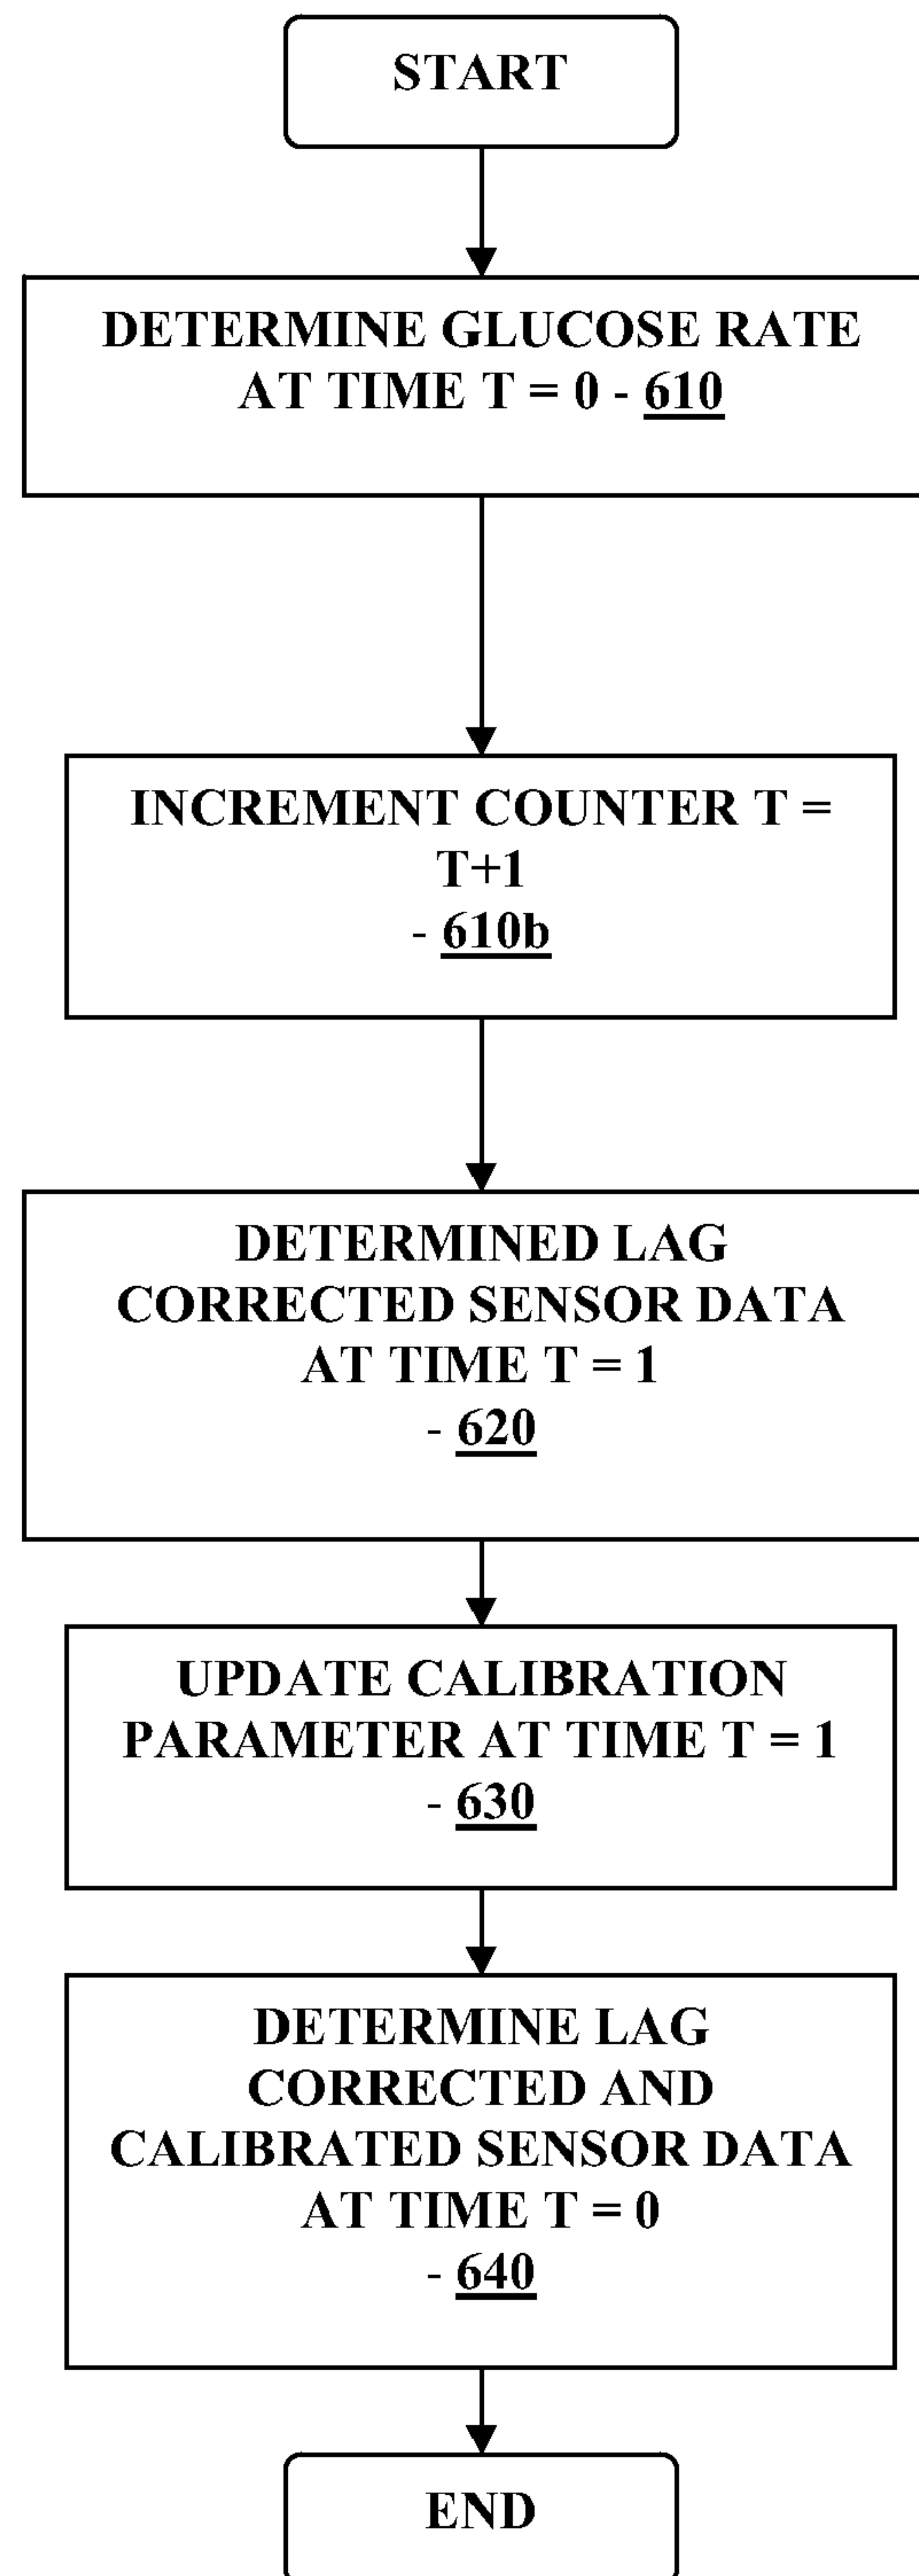 START
DETERMINE GLUCOSE RATE
AT TIME T = 0 - 610
INCREMENT COUNTER T =
T+1
- 610b
DETERMINED LAG
CORRECTED SENSOR DATA
AT TIME T = 1
- 620
UPDATE CALIBRATION
PARAMETER AT TIME T = 1
- 630
DETERMINE LAG
CORRECTED AND
CALIBRATED SENSOR DATA
AT TIME T = 0
- 640
END